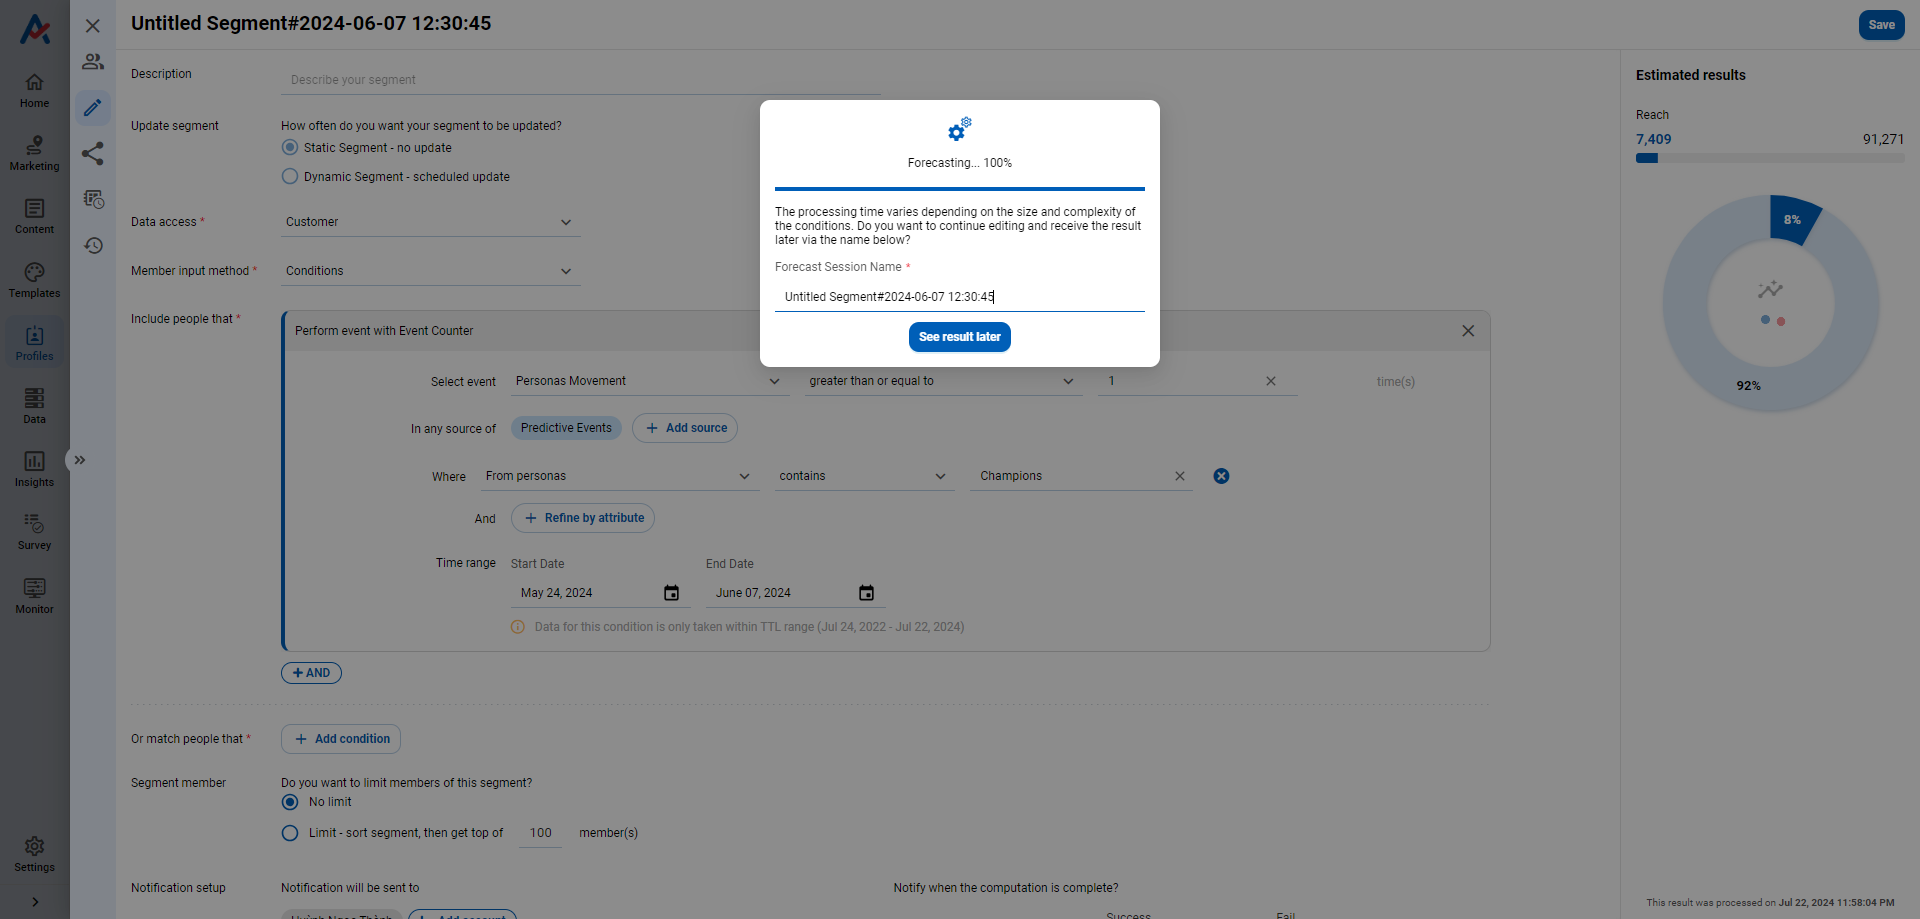 Untitled Segment#2024-06-07 12:30:45
Save
Home
Marketing
Content
Templates
Profiles
Data
Insights
Survey
Monitor
Settings
Description
Describe your segment
Update segment
How often do you want your segment to be updated?
Static Segment - no update
Dynamic Segment - scheduled update
Data access *
Customer
Member input method *
Conditions
Include people that *
Perform event with Event Counter
Select event
Personas Movement
greater than or equal to
1
time(s)
In any source of
Predictive Events
Add source
Where
From personas
contains
Champions
And
Refine by attribute
Time range
Start Date
End Date
May 24, 2024
June 07, 2024
Data for this condition is only taken within TTL range (Jul 24, 2022 - Jul 22, 2024)
+ AND
Or match people that *
Add condition
Segment member
Do you want to limit members of this segment?
No limit
Limit - sort segment, then get top of
100
member(s)
Notification setup
Notification will be sent to
Notify when the computation is complete?
Huỳnh Ngọc Thành
Add account
Success
Fail
Forecasting... 100%
The processing time varies depending on the size and complexity of
the conditions. Do you want to continue editing and receive the result
later via the name below?
Forecast Session Name *
Untitled Segment#2024-06-07 12:30:45
See result later
Estimated results
Reach
7,409
91,271
8%
92%
This result was processed on Jul 22, 2024 11:58:04 PM